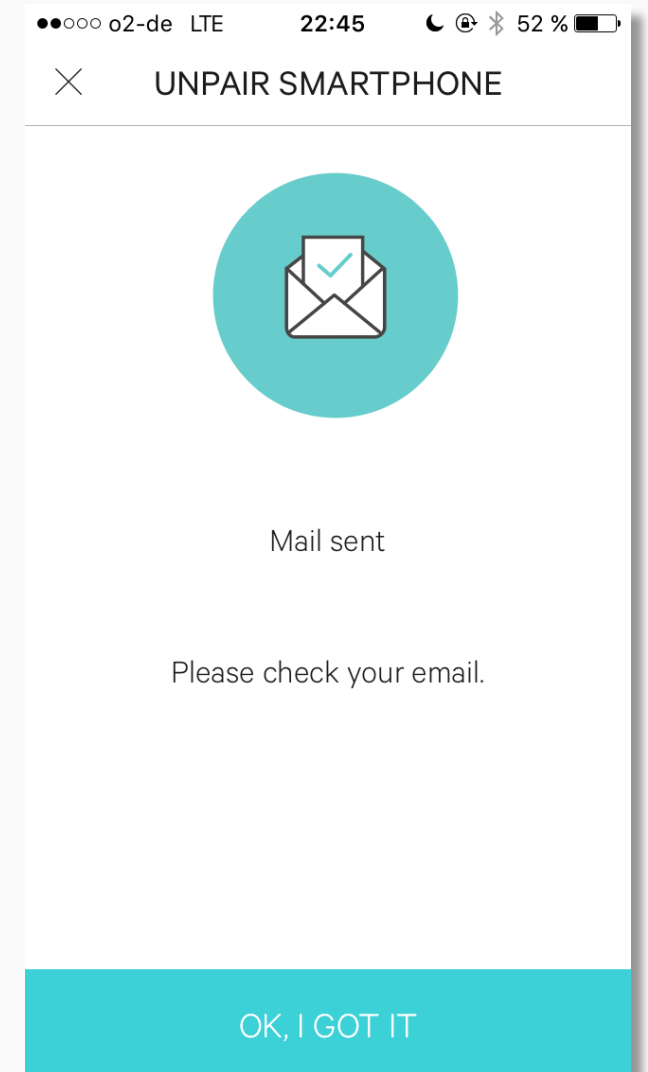 o2-de LTE 22:45 52 %
UNPAIR SMARTPHONE
Mail sent
Please check your email.
OK, I GOT IT